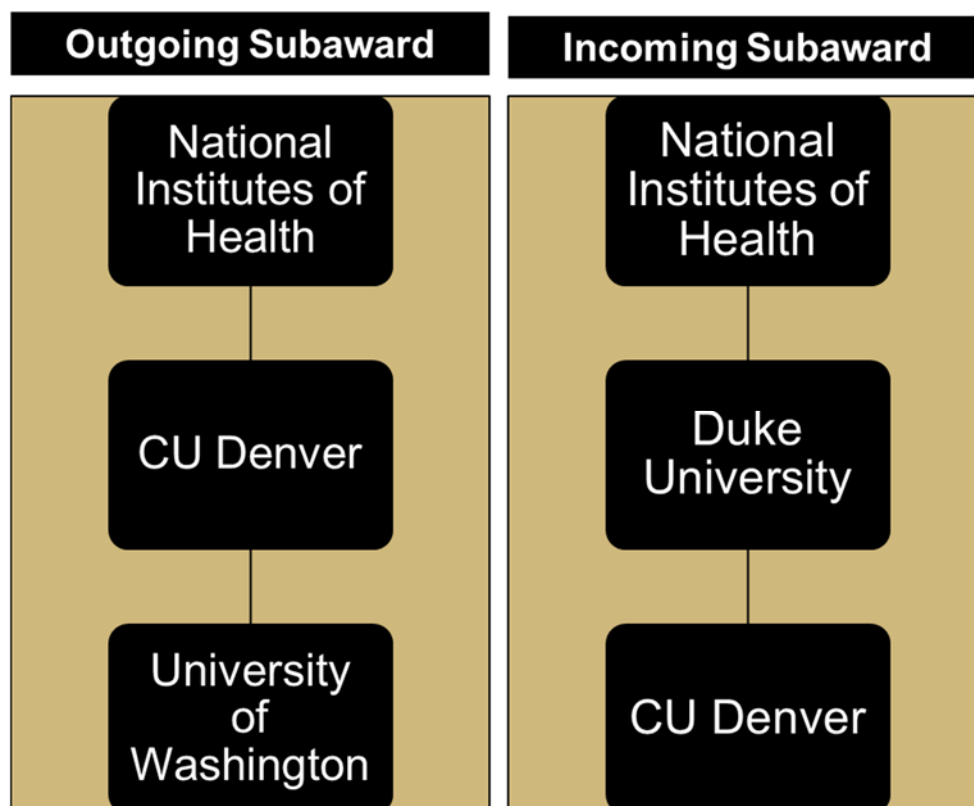 Outgoing Subaward
National
Institutes of
Health
CU Denver
University
of
Washington
Incoming Subaward
National
Institutes of
Health
Duke
University
CU Denver